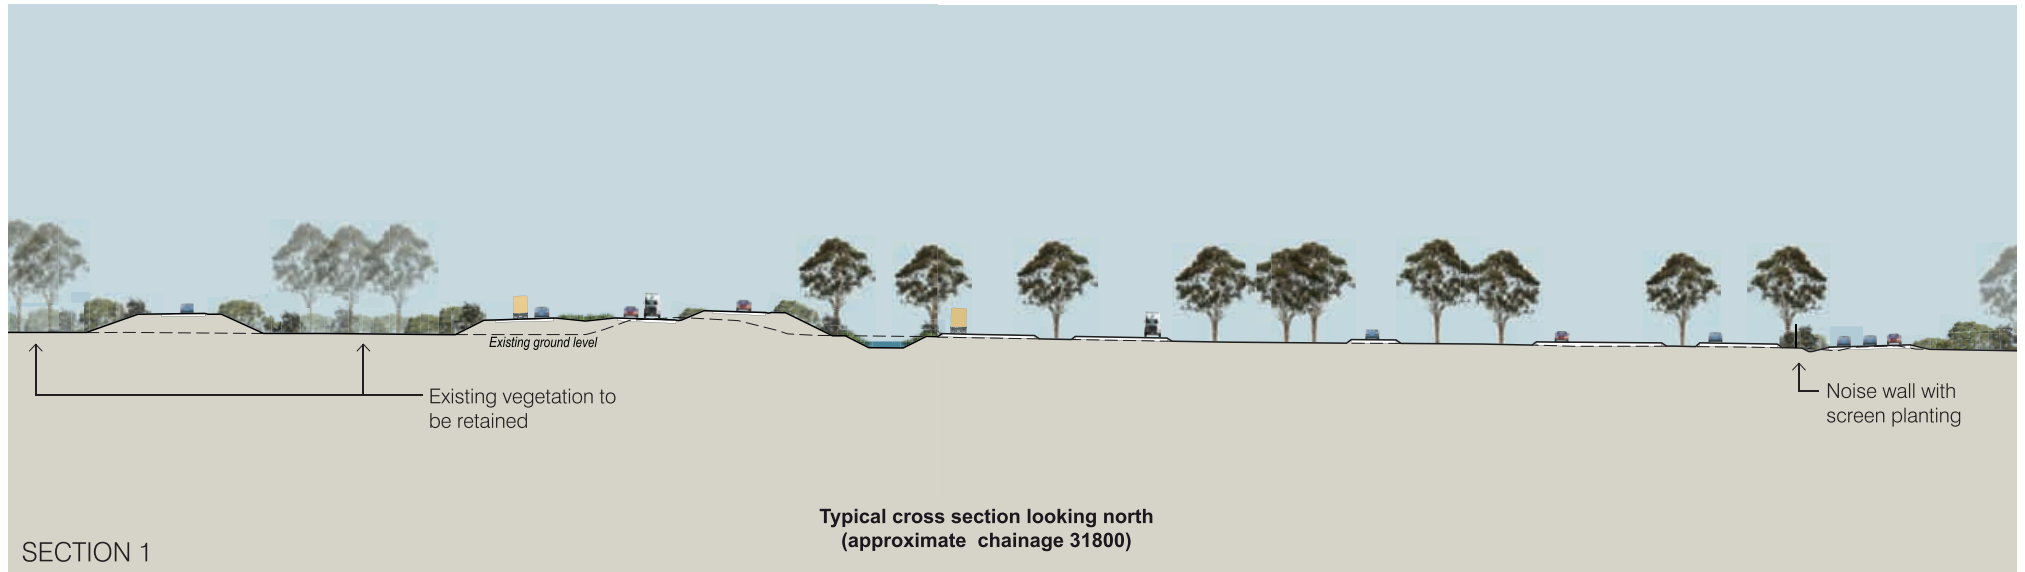 Existing ground level
Existing vegetation to
be retained
Noise wall with
screen planting
Typical cross section looking north
(approximate  chainage 31800)
SECTION 1